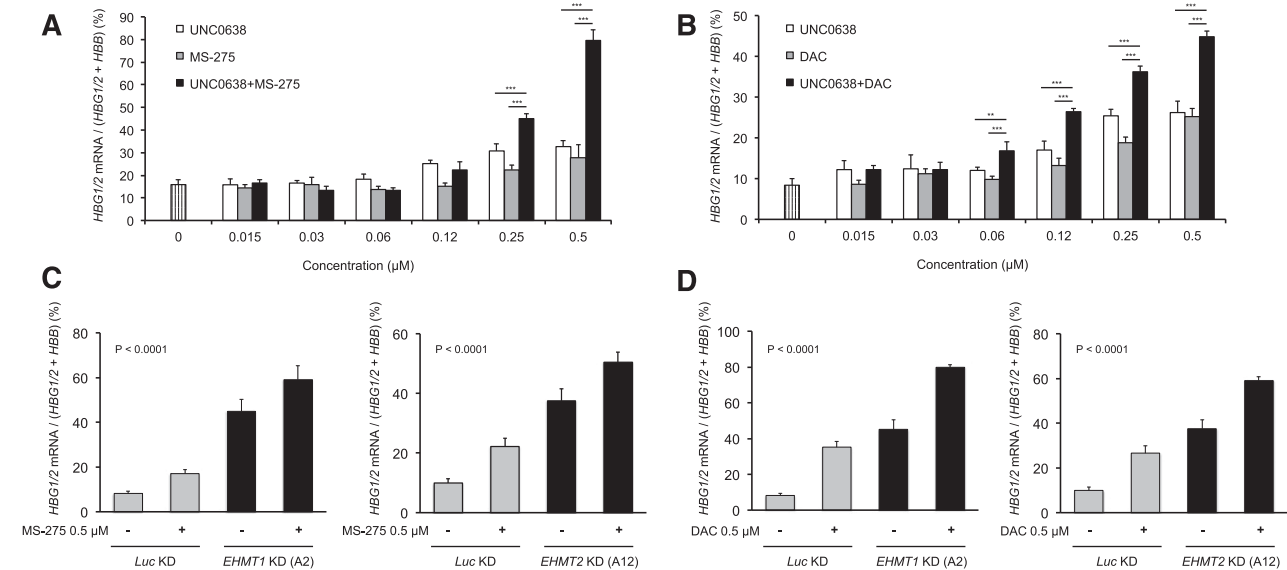 A
HBG1/2 mRNA / (HBG1/2 + HBB) (%)
90
80
70
60
50
40
30
20
10
0
UNC0638
MS-275
UNC0638+MS-275
***
***
***
***
0 0.015 0.03 0.06 0.12 0.25 0.5
Concentration (µM)
B
HBG1/2 mRNA / (HBG1/2 + HBB) (%)
50
40
30
20
10
0
UNC0638
DAC
UNC0638+DAC
**
***
***
***
***
***
***
***
0 0.015 0.03 0.06 0.12 0.25 0.5
Concentration (µM)
C
HBG1/2 mRNA / (HBG1/2 + HBB) (%)
80
60
40
20
0
P < 0.0001
MS-275 0.5 µM - + - +
Luc KD EHMT1 KD (A2)
HBG1/2 mRNA / (HBG1/2 + HBB) (%)
60
40
20
0
P < 0.0001
MS-275 0.5 µM - + - +
Luc KD EHMT2 KD (A12)
D
HBG1/2 mRNA / (HBG1/2 + HBB) (%)
100
80
60
40
20
0
P < 0.0001
DAC 0.5 µM - + - +
Luc KD EHMT1 KD (A2)
HBG1/2 mRNA / (HBG1/2 + HBB) (%)
80
60
40
20
0
P < 0.0001
DAC 0.5 µM - + - +
Luc KD EHMT2 KD (A12)